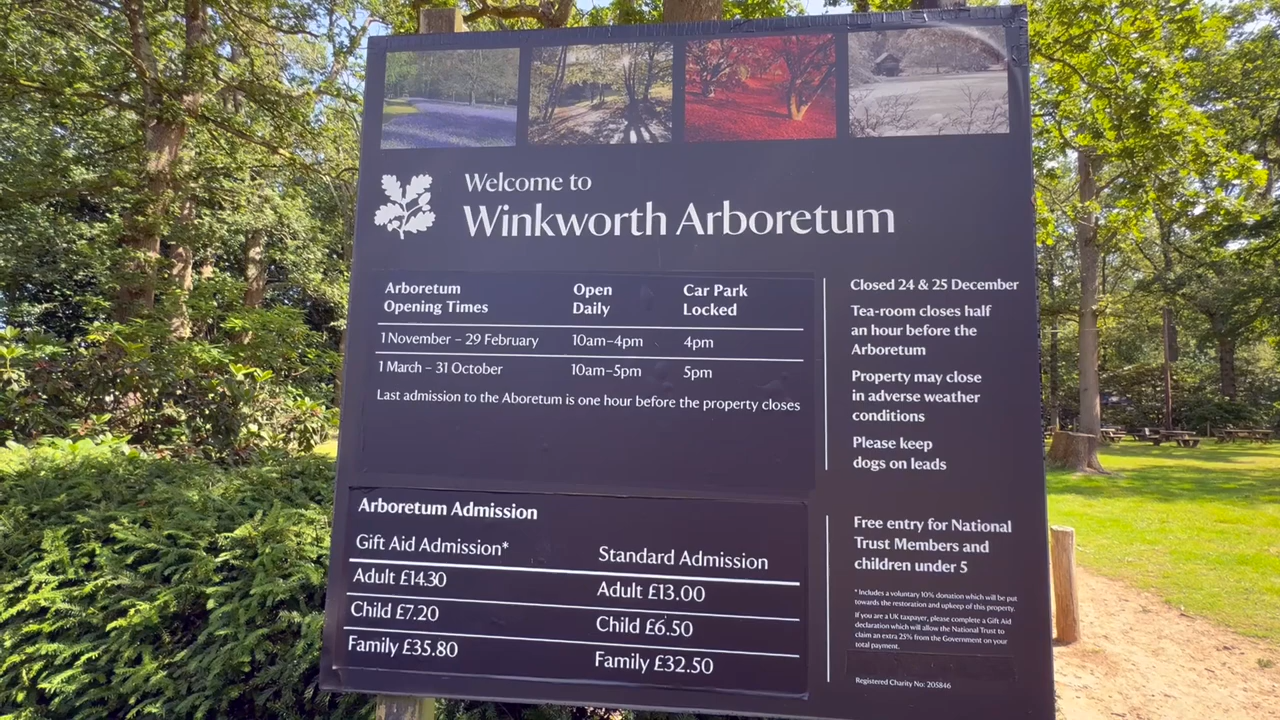 Welcome to
Winkworth Arboretum
Arboretum
Opening Times
Open
Daily
Car Park
Locked
1 November – 29 February 10am–4pm 4pm
1 March – 31 October 10am–5pm 5pm
Last admission to the Aboretum is one hour before the property closes
Closed 24 & 25 December
Tea-room closes half
an hour before the
Arboretum
Property may close
in adverse weather
conditions
Please keep
dogs on leads
Arboretum Admission
Gift Aid Admission* Standard Admission
Adult £14.30 Adult £13.00
Child £7.20 Child £6.50
Family £35.80 Family £32.50
Free entry for National
Trust Members and
children under 5
* Includes a voluntary 10% donation which will be put
towards the restoration and upkeep of this property.
If you are a UK taxpayer, please complete a Gift Aid
declaration which will allow the National Trust to
claim an extra 25% from the Government on your
total payment.
Registered Charity No: 205846